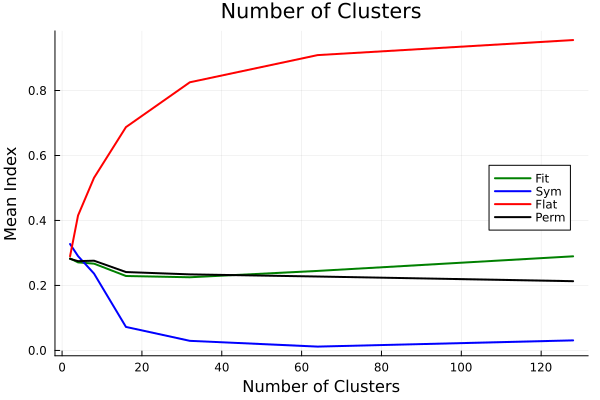 Number of Clusters
Mean Index
0.8
0.6
0.4
0.2
0.0
Fit
Sym
Flat
Perm
0 20 40 60 80 100 120
Number of Clusters